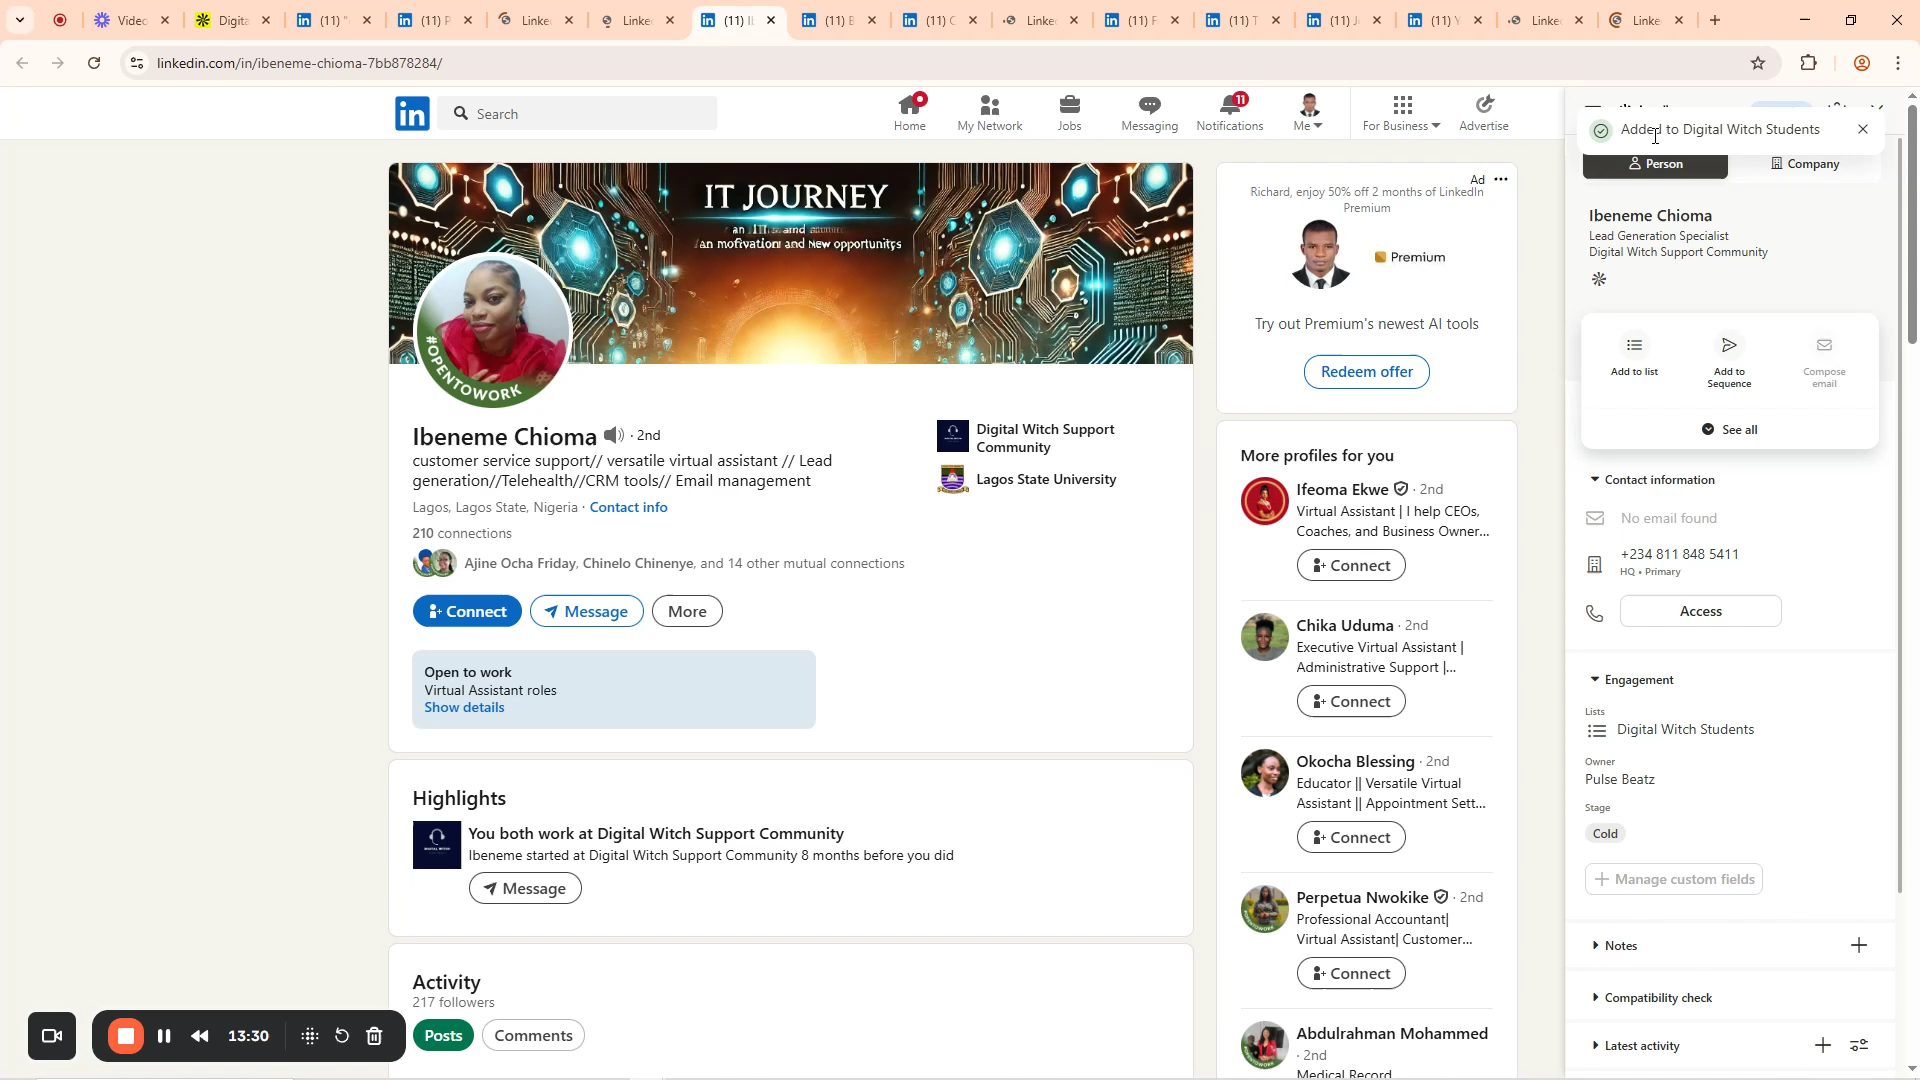 Videc
Digita
(11) "
(11) P
Linke
Linke
(11) It
(11) B
(11) C
Linke
(11) F
(11) T
(11) J
(11) Y
Linke
Linke
linkedin.com/in/ibeneme-chioma-7bb878284/
Search
Home
My Network
Jobs
Messaging
11
Notifications
Me
For Business
Advertise
IT JOURNEY
an motivation and New opportunitys
#OPENTOWORK
Ibeneme Chioma · 2nd
customer service support// versatile virtual assistant // Lead
generation//Telehealth//CRM tools// Email management
Lagos, Lagos State, Nigeria · Contact info
210 connections
Ajine Ocha Friday, Chinelo Chinenye, and 14 other mutual connections
Connect
Message
More
Digital Witch Support
Community
Lagos State University
Open to work
Virtual Assistant roles
Show details
Highlights
You both work at Digital Witch Support Community
Ibeneme started at Digital Witch Support Community 8 months before you did
Message
Activity
217 followers
Posts
Comments
13:30
Ad
Richard, enjoy 50% off 2 months of LinkedIn
Premium
Premium
Try out Premium's newest AI tools
Redeem offer
More profiles for you
Ifeoma Ekwe · 2nd
Virtual Assistant | I help CEOs,
Coaches, and Business Owner...
Connect
Chika Uduma · 2nd
Executive Virtual Assistant |
Administrative Support |...
Connect
Okocha Blessing · 2nd
Educator || Versatile Virtual
Assistant || Appointment Sett...
Connect
Perpetua Nwokike · 2nd
Professional Accountant|
Virtual Assistant| Customer...
Connect
Abdulrahman Mohammed
· 2nd
Medical Record
Added to Digital Witch Students
Person
Company
Ibeneme Chioma
Lead Generation Specialist
Digital Witch Support Community
Add to list
Add to
Sequence
Compose
email
See all
Contact information
No email found
+234 811 848 5411
HQ • Primary
Access
Engagement
Lists
Digital Witch Students
Owner
Pulse Beatz
Stage
Cold
Manage custom fields
Notes
Compatibility check
Latest activity